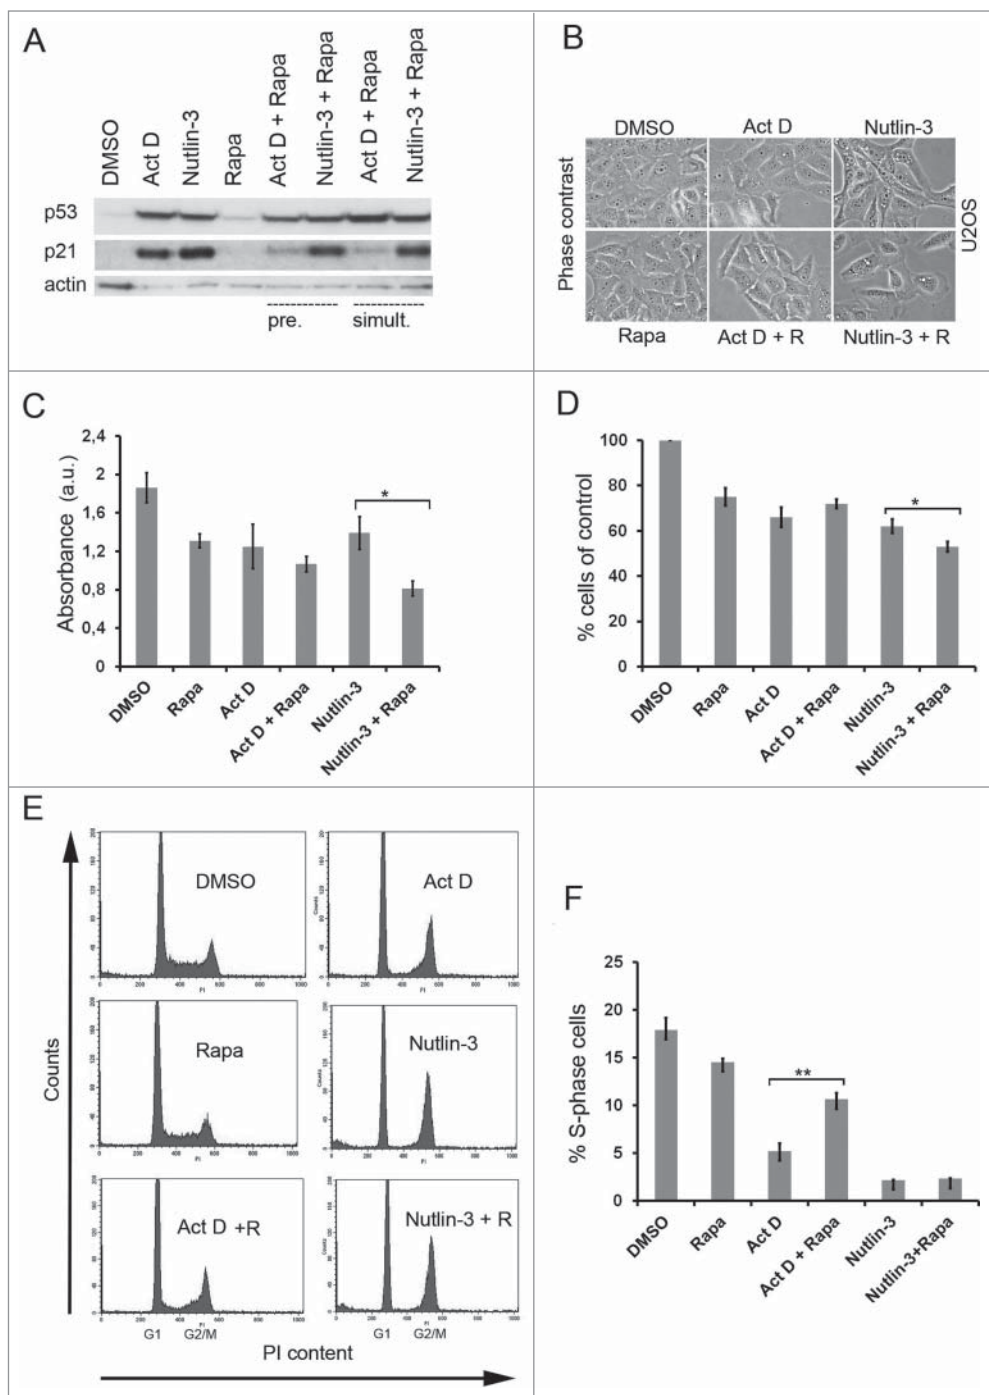 A
DMSO
Act D
Nutlin-3
Rapa
Act D + Rapa
Nutlin-3 + Rapa
Act D + Rapa
Nutlin-3 + Rapa
p53
p21
actin
pre. simult.
B
DMSO Act D Nutlin-3
Phase contrast
U2OS
Rapa Act D + R Nutlin-3 + R
C
Absorbance (a.u.)
2,4
2
1,6
1,2
0,8
0,4
0
*
DMSO
Rapa
Act D
Act D + Rapa
Nutlin-3
Nutlin-3 + Rapa
D
% cells of control
100
80
60
40
20
0
*
DMSO
Rapa
Act D
Act D + Rapa
Nutlin-3
Nutlin-3 + Rapa
E
Counts
DMSO
Act D
Rapa
Nutlin-3
Act D +R
Nutlin-3 + R
G1 G2/M G1 G2/M
PI content
F
% S-phase cells
25
20
15
10
5
0
**
DMSO
Rapa
Act D
Act D + Rapa
Nutlin-3
Nutlin-3+Rapa